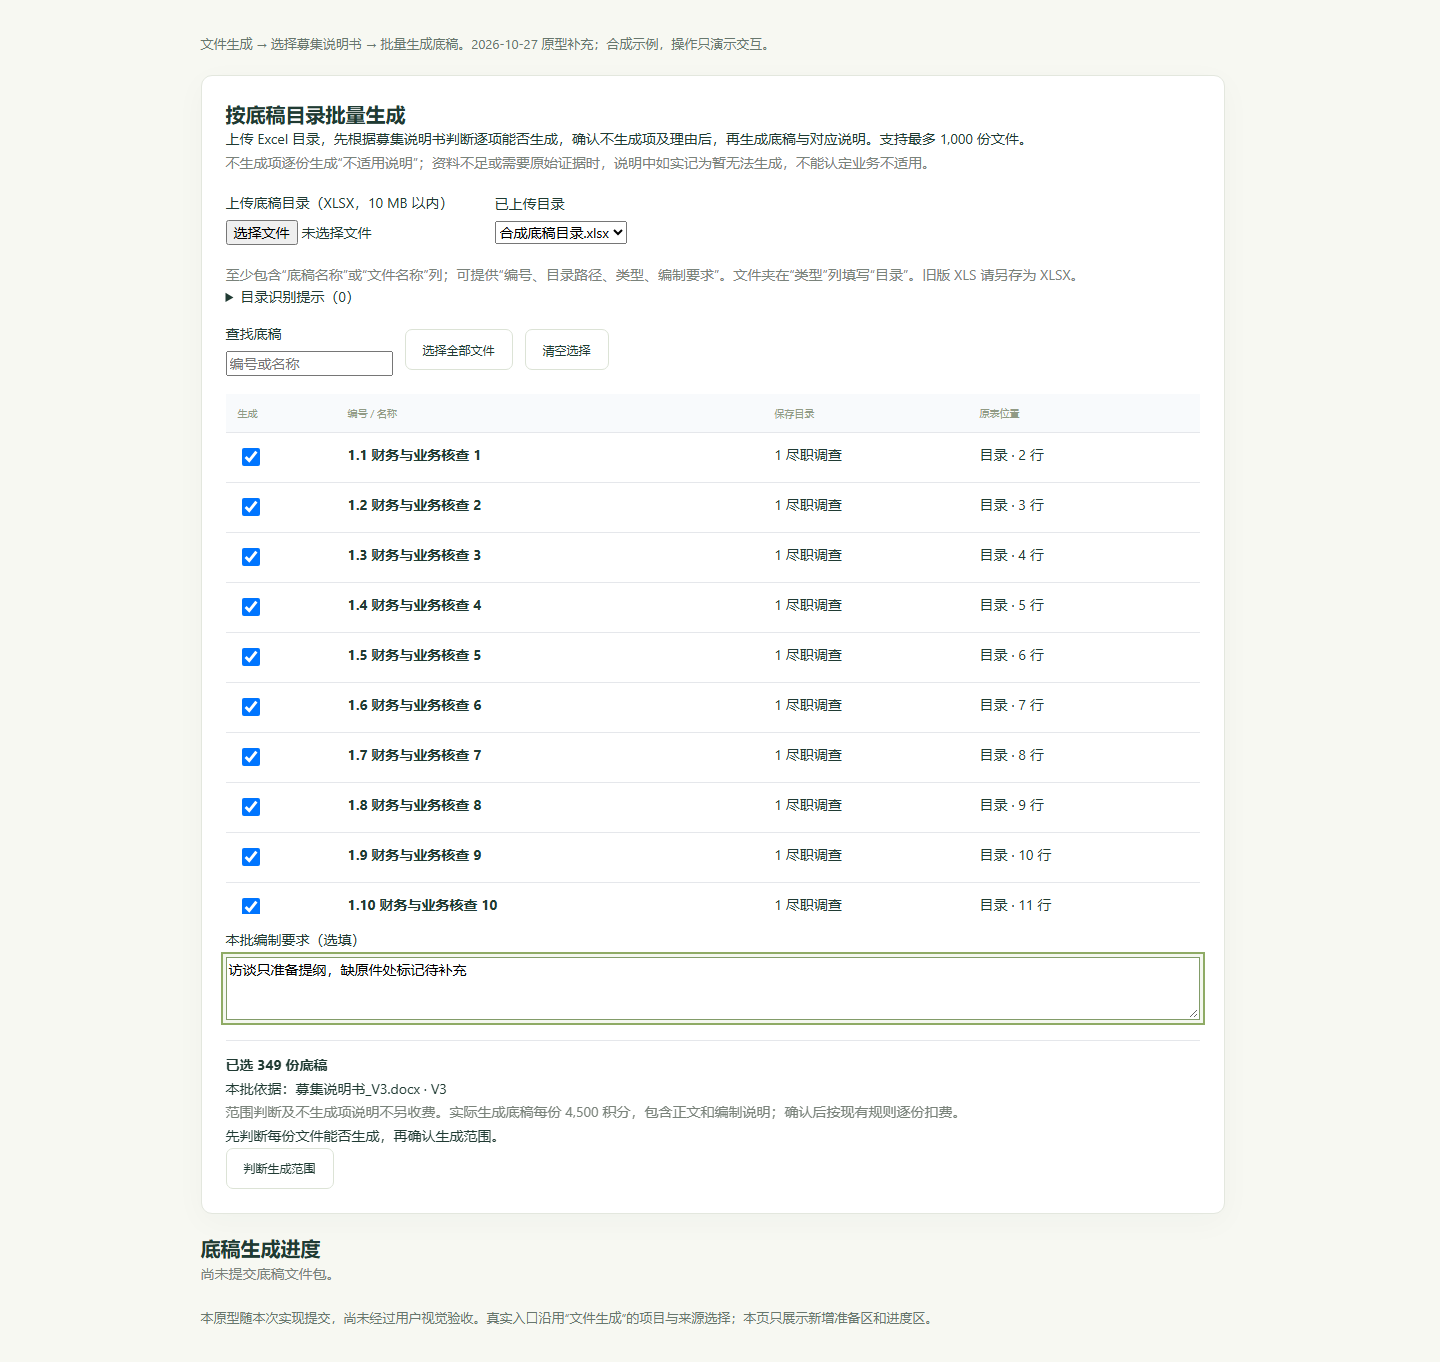 文件生成 → 选择募集说明书 → 批量生成底稿。2026-10-27 原型补充；合成示例，操作只演示交互。
按底稿目录批量生成
上传 Excel 目录，先根据募集说明书判断逐项能否生成，确认不生成项及理由后，再生成底稿与对应说明。支持最多 1,000 份文件。
不生成项逐份生成“不适用说明”；资料不足或需要原始证据时，说明中如实记为暂无法生成，不能认定业务不适用。
上传底稿目录（XLSX，10 MB 以内） 已上传目录
选择文件 未选择文件 合成底稿目录.xlsx
至少包含“底稿名称”或“文件名称”列；可提供“编号、目录路径、类型、编制要求”。文件夹在“类型”列填写“目录”。旧版 XLS 请另存为 XLSX。
目录识别提示（0）
查找底稿
编号或名称 选择全部文件 清空选择
生成 编号 / 名称 保存目录 原表位置
1.1 财务与业务核查 1 1 尽职调查 目录 · 2 行
1.2 财务与业务核查 2 1 尽职调查 目录 · 3 行
1.3 财务与业务核查 3 1 尽职调查 目录 · 4 行
1.4 财务与业务核查 4 1 尽职调查 目录 · 5 行
1.5 财务与业务核查 5 1 尽职调查 目录 · 6 行
1.6 财务与业务核查 6 1 尽职调查 目录 · 7 行
1.7 财务与业务核查 7 1 尽职调查 目录 · 8 行
1.8 财务与业务核查 8 1 尽职调查 目录 · 9 行
1.9 财务与业务核查 9 1 尽职调查 目录 · 10 行
1.10 财务与业务核查 10 1 尽职调查 目录 · 11 行
本批编制要求（选填）
访谈只准备提纲，缺原件处标记待补充
已选 349 份底稿
本批依据：募集说明书_V3.docx · V3
范围判断及不生成项说明不另收费。实际生成底稿每份 4,500 积分，包含正文和编制说明；确认后按现有规则逐份扣费。
先判断每份文件能否生成，再确认生成范围。
判断生成范围
底稿生成进度
尚未提交底稿文件包。
本原型随本次实现提交，尚未经过用户视觉验收。真实入口沿用“文件生成”的项目与来源选择；本页只展示新增准备区和进度区。